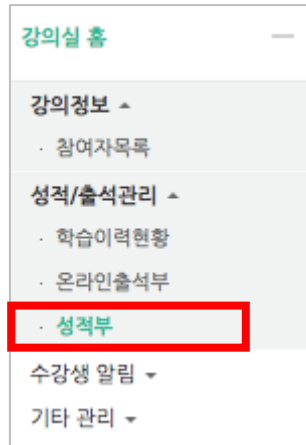 강의실 홈
강의정보
· 참여자목록
성적/출석관리
· 학습이력현황
· 온라인출석부
· 성적부
수강생 알림
기타 관리